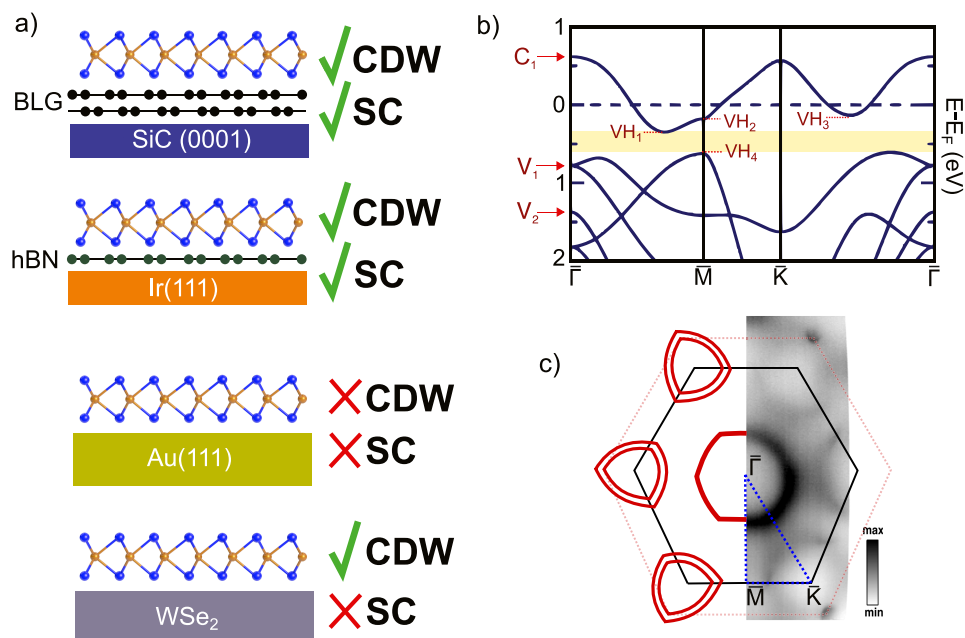 a)
CDW
BLG
SC
SiC (0001)
CDW
hBN
SC
Ir(111)
CDW
Au(111)
SC
CDW
WSe₂
SC
b)
1
C₁
0
VH₁
VH₂
VH₃
VH₄
V₁
1
V₂
2
Γ̄
M̄
K̄
Γ̄
E-E_F (eV)
c)
Γ̄
M̄
K̄
max
min